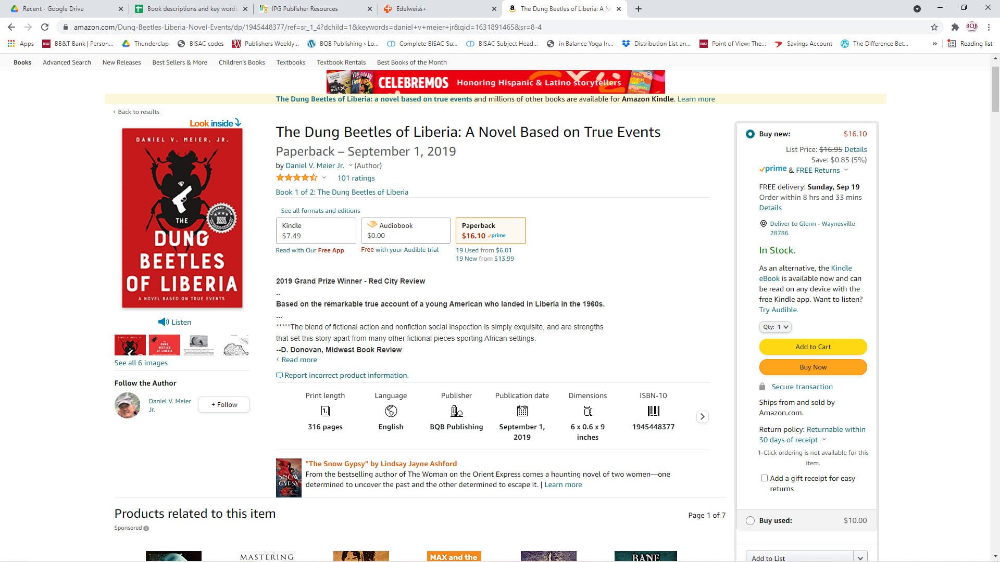 Recent - Google Drive
Book descriptions and key words
IPG Publisher Resources
Edelweiss+
The Dung Beetles of Liberia: A No
amazon.com/Dung-Beetles-Liberia-Novel-Events/dp/1945448377/ref=sr_1_4?dchild=1&keywords=daniel+v+meier+jr&qid=1631891465&sr=8-4
BQB
Apps
BB&T Bank | Person...
Thunderclap
BISAC codes
Publishers Weekly...
BQB Publishing › Lo...
Complete BISAC Su...
BISAC Subject Head...
in Balance Yoga In...
Distribution List an...
Point of View: The...
Savings Account
The Difference Bet...
»
Reading list
Books
Advanced Search
New Releases
Best Sellers & More
Children's Books
Textbooks
Textbook Rentals
Best Books of the Month
CELEBREMOS Honoring Hispanic & Latino storytellers
The Dung Beetles of Liberia: a novel based on true events and millions of other books are available for Amazon Kindle. Learn more
‹ Back to results
Look inside
DANIEL V. MEIER, JR.
LITERARY TITAN
BOOK
AWARD
THE
DUNG
BEETLES
OF LIBERIA
A NOVEL BASED ON TRUE EVENTS
Listen
See all 6 images
Follow the Author
Daniel V. Meier
Jr.
+ Follow
The Dung Beetles of Liberia: A Novel Based on True Events
Paperback – September 1, 2019
by Daniel V. Meier Jr. (Author)
101 ratings
Book 1 of 2: The Dung Beetles of Liberia
See all formats and editions
Kindle
$7.49
Read with Our Free App
Audiobook
$0.00
Free with your Audible trial
Paperback
$16.10 prime
19 Used from $6.01
19 New from $13.99
2019 Grand Prize Winner - Red City Review
..
Based on the remarkable true account of a young American who landed in Liberia in the 1960s.
...
*****The blend of fictional action and nonfiction social inspection is simply exquisite, and are strengths
that set this story apart from many other fictional pieces sporting African settings.
--D. Donovan, Midwest Book Review
‹ Read more
Report incorrect product information.
Print length
316 pages
Language
English
Publisher
BQB Publishing
Publication date
September 1,
2019
Dimensions
6 x 0.6 x 9
inches
ISBN-10
1945448377
SNOW
GYPSY
"The Snow Gypsy" by Lindsay Jayne Ashford
From the bestselling author of The Woman on the Orient Express comes a haunting novel of two women—one
determined to uncover the past and the other determined to escape it. | Learn more
Products related to this item
Page 1 of 7
Sponsored
MASTERING
MAX and the
BANE
Buy new:
$16.10
List Price: $16.95 Details
Save: $0.85 (5%)
prime & FREE Returns
FREE delivery: Sunday, Sep 19
Order within 8 hrs and 33 mins
Details
Deliver to Glenn - Waynesville
28786
In Stock.
As an alternative, the Kindle
eBook is available now and can
be read on any device with the
free Kindle app. Want to listen?
Try Audible.
Qty: 1
Add to Cart
Buy Now
Secure transaction
Ships from and sold by
Amazon.com.
Return policy: Returnable within
30 days of receipt
1-Click ordering is not available for this
item.
Add a gift receipt for easy
returns
Buy used:
$10.00
Add to List